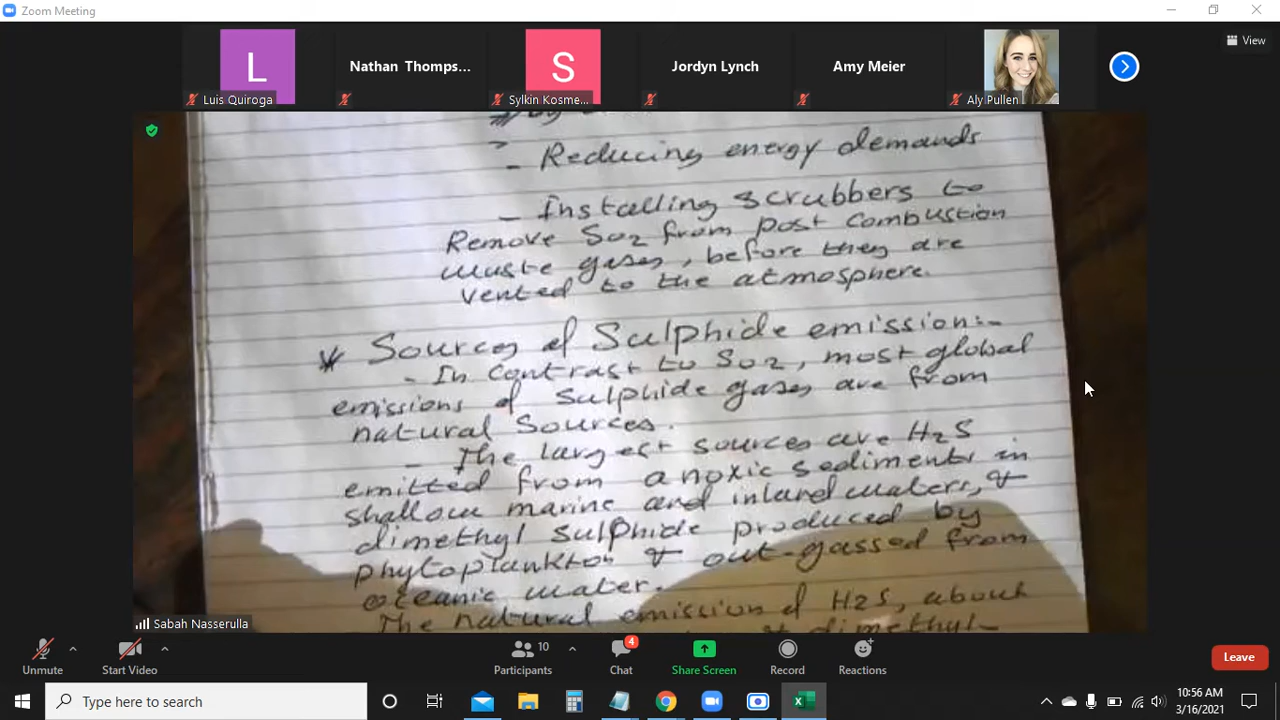 Zoom Meeting
View
L
Luis Quiroga
Nathan Thomps...
S
Sylkin Kosme...
Jordyn Lynch
Amy Meier
Aly Pullen
- Reducing energy demands
- Installing scrubbers to
Remove SO2 from post combustion
waste gases, before they are
vented to the atmosphere.
* Sources of Sulphide emission:-
- In contrast to SO2, most global
emissions of Sulphide gases are from
natural Sources.
- The largest sources are H2S
emitted from anoxic sediments in
shallow marine and inland waters, &
dimethyl sulphide produced by
phytoplankton & out-gassed from
oceanic water.
The natural emission of H2S, about
dimethyl-
Sabah Nasserulla
Unmute
Start Video
10
Participants
4
Chat
Share Screen
Record
Reactions
Leave
Type here to search
10:56 AM
3/16/2021